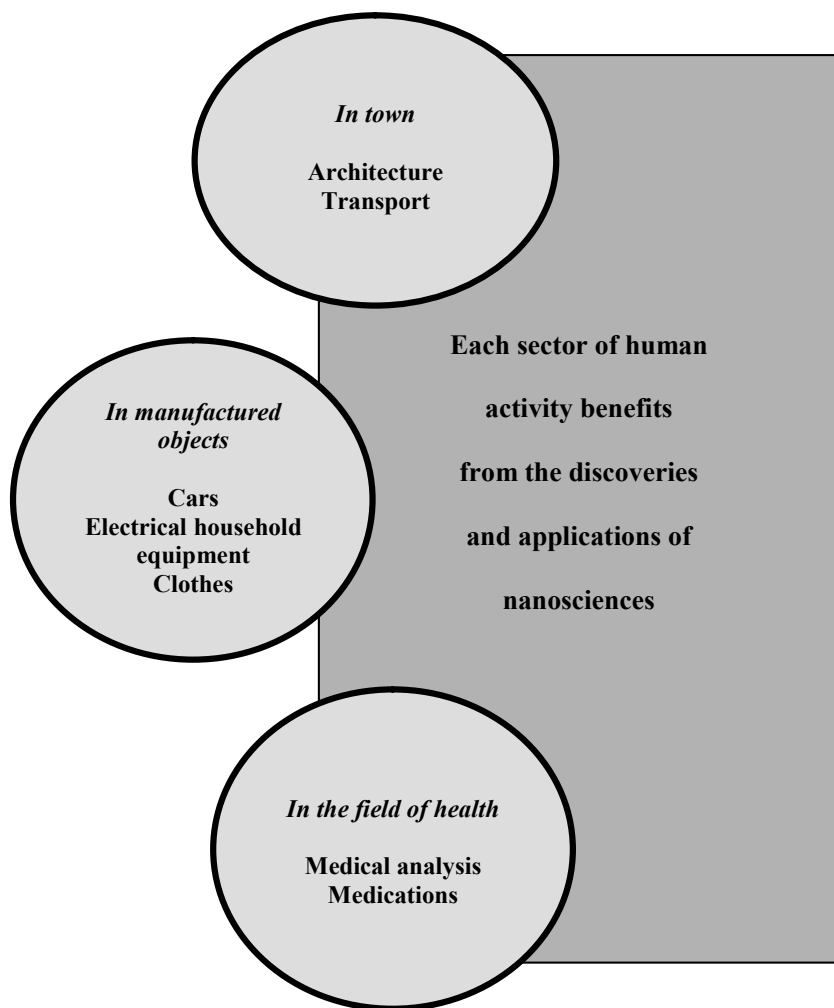 In town
Architecture
Transport
Each sector of human
activity benefits
from the discoveries
and applications of
nanosciences
In manufactured
objects
Cars
Electrical household
equipment
Clothes
In the field of health
Medical analysis
Medications